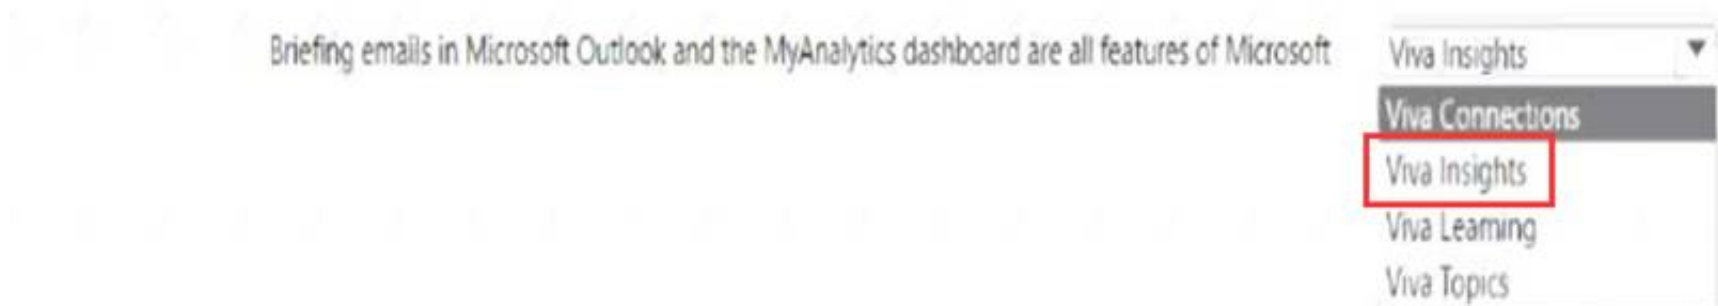 Briefing emails in Microsoft Outlook and the MyAnalytics dashboard are all features of Microsoft Viva Insights
Viva Connections
Viva Insights
Viva Learning
Viva Topics